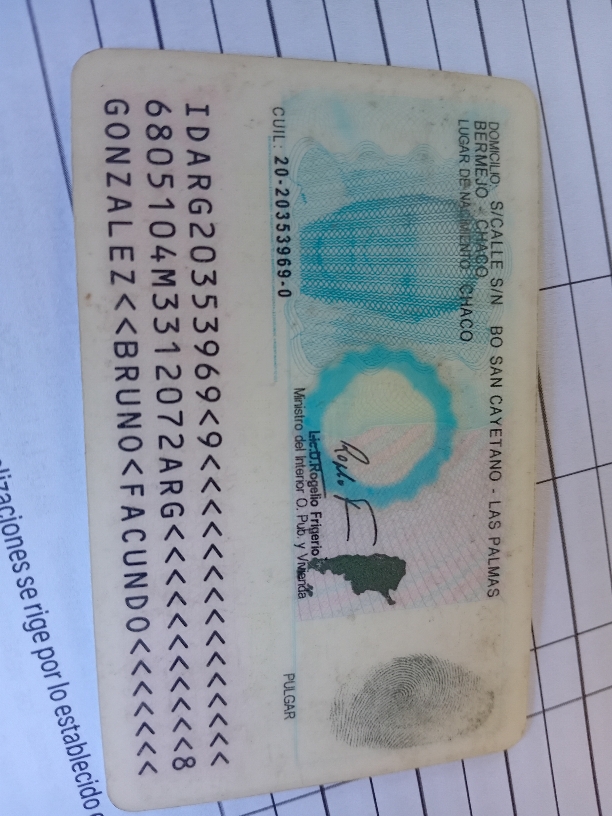 DOMICILIO: S/CALLE S/N BO SAN CAYETANO - LAS PALMAS
BERMEJO - CHACO
LUGAR DE NACIMIENTO: CHACO
Lic. D. Rogelio Frigerio
Ministro del Interior O. Pub. y Vivienda
CUIL: 20-20353969-0
PULGAR
IDARG20353969<9<<<<<<<<<<<<<<<
6805104M3312072ARG<<<<<<<<<<<8
GONZALEZ<<BRUNO<FACUNDO<<<<<<<
se rige por lo establecido